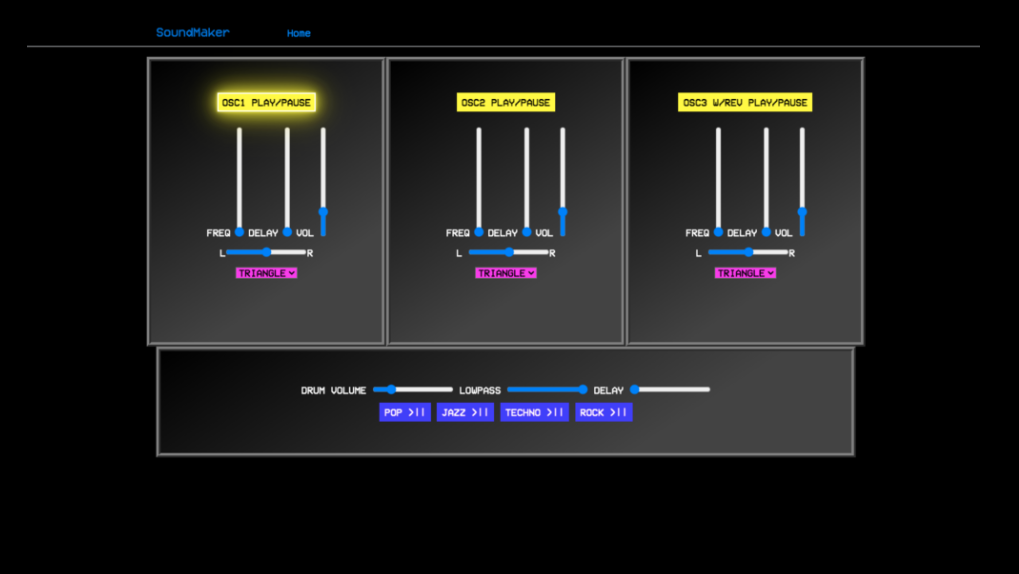 SoundMaker Home
OSC1 PLAY/PAUSE
FREQ DELAY VOL
L R
TRIANGLE
OSC2 PLAY/PAUSE
FREQ DELAY VOL
L R
TRIANGLE
OSC3 W/REV PLAY/PAUSE
FREQ DELAY VOL
L R
TRIANGLE
DRUM VOLUME LOWPASS DELAY
POP >|| JAZZ >|| TECHNO >|| ROCK >||